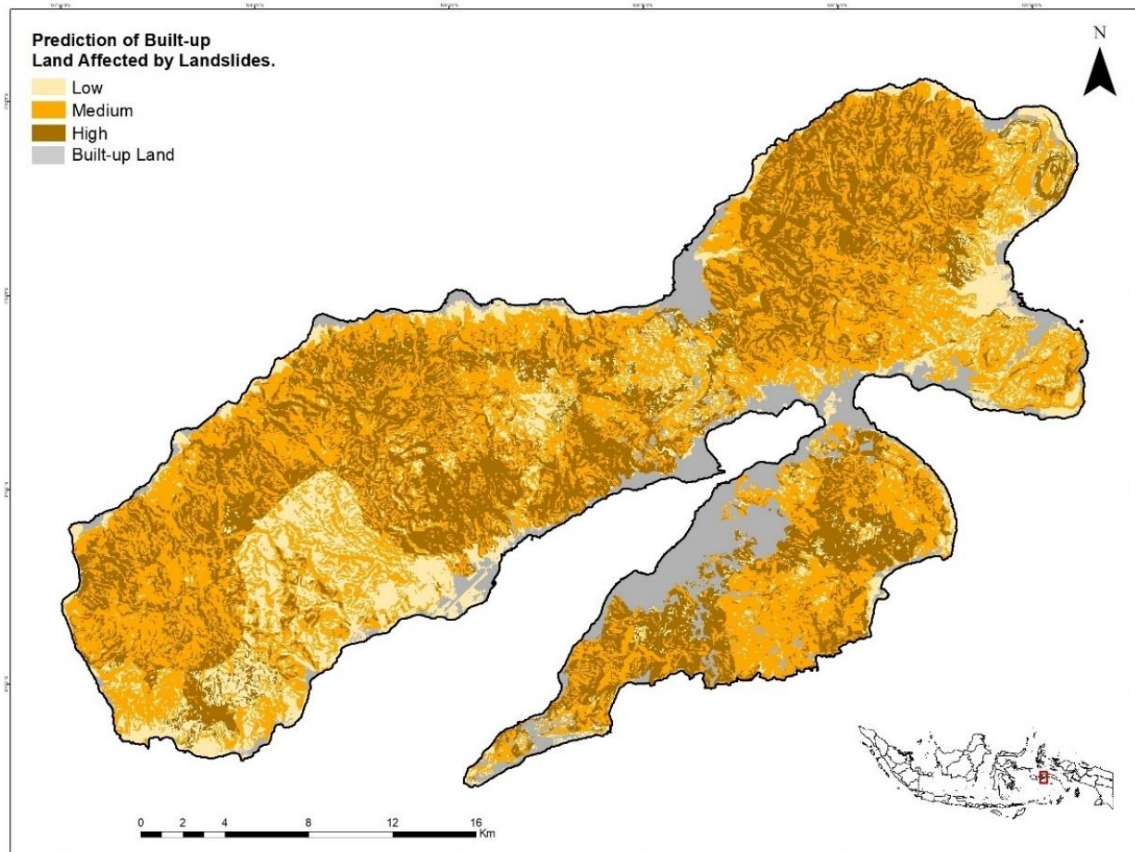 Prediction of Built-up
Land Affected by Landslides.
Low
Medium
High
Built-up Land
N
0 2 4 8 12 16
Km